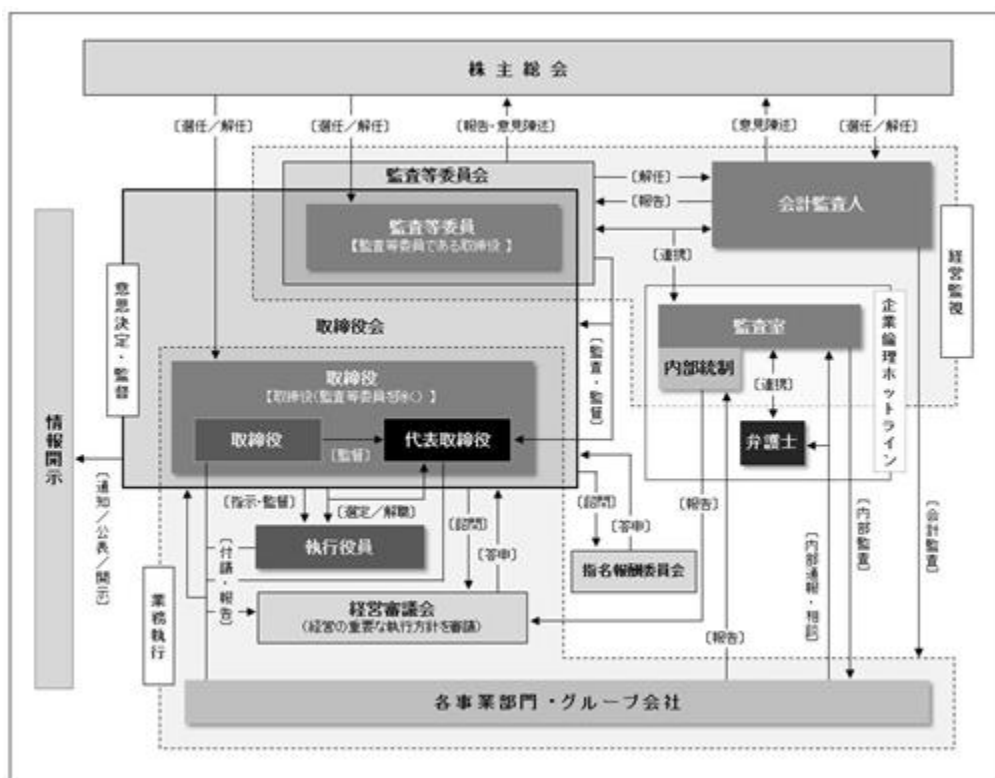 株主総会
〔選任/解任〕
〔選任/解任〕
〔報告・意見陳述〕
〔意見陳述〕
〔選任/解任〕
監査等委員会
監査等委員
【監査等委員である取締役】
〔解任〕
〔報告〕
〔連携〕
会計監査人
経営監視
意思決定・監督
取締役会
取締役
【取締役(監査等委員を除く)】
取締役
〔監督〕
代表取締役
〔監査・監督〕
監査室
内部統制
〔連携〕
弁護士
企業倫理ホットライン
情報開示
〔通知/公表/開示〕
〔指示・監督〕
〔選定/解職〕
〔諮問〕
〔答申〕
〔諮問〕
〔答申〕
〔報告〕
執行役員
〔付議・報告〕
指名報酬委員会
〔内部通報・相談〕
〔内部監査〕
〔会計監査〕
業務執行
経営審議会
(経営の重要な執行方針を審議)
〔報告〕
各事業部門・グループ会社